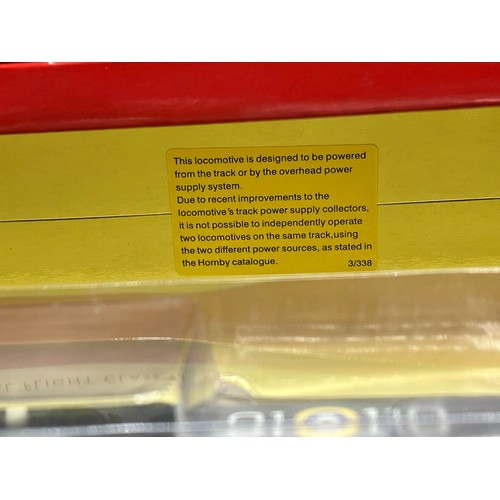 This locomotive is designed to be powered
from the track or by the overhead power
supply system.
Due to recent improvements to the
locomotive's track power supply collectors,
it is not possible to independently operate
two locomotives on the same track,using
the two different power sources, as stated in
the Hornby catalogue.
3/338